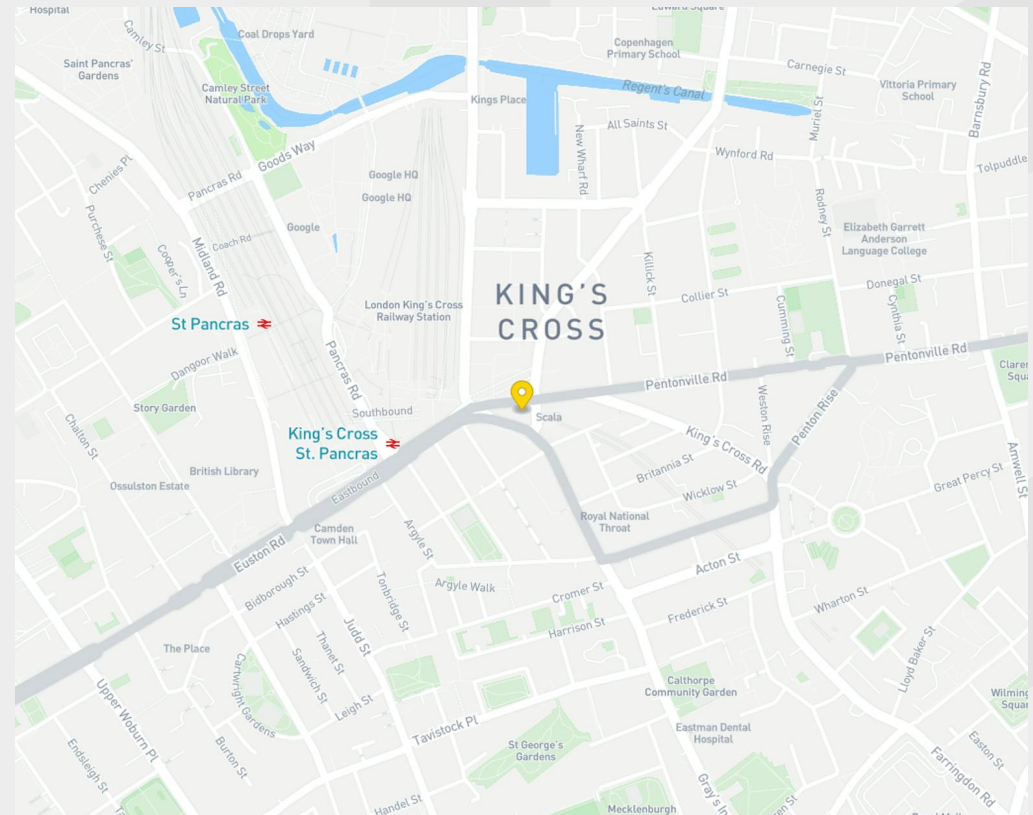 Hospital
Edward Square
Camley St
Coal Drops Yard
Copenhagen
Primary School
Saint Pancras'
Gardens
Carnegie St
Barnsbury Rd
Camley Street
Natural Park
Vittoria Primary
School
Regent's Canal
Kings Place
Muriel St
All Saints St
New Wharf Rd
Goods Way
Wynford Rd
Chenies Pl
Tolpuddle
Pancras Rd
Google HQ
Google HQ
Rodney St
Purchese St
Google
Coach Rd
Elizabeth Garrett
Anderson
Language College
Midland Rd
Cooper's Ln
Killick St
Donegal St
KING'S
CROSS
Collier St
London King's Cross
Railway Station
Cumming St
Cynthia St
St Pancras
Dangoor Walk
Pancras Rd
Pentonville Rd
Pentonville Rd
Story Garden
Southbound
Scala
Weston Rise
Penton Rise
Chalton St
King's Cross
St. Pancras
King's Cross Rd
Amwell St
British Library
Britannia St
Great Percy St
Ossulston Estate
Eastbound
Wicklow St
Royal National
Throat
Camden
Town Hall
Argyle St
Euston Rd
Acton St
Bidborough St
Tonbridge St
Argyle Walk
Cromer St
Wharton St
Hastings St
Frederick St
Judd St
Harrison St
The Place
Thanet St
Lloyd Baker St
Sandwich St
Cartwright Gardens
Calthorpe
Community Garden
Upper Woburn Pl
Leigh St
Tavistock Pl
Eastman Dental
Hospital
Endsleigh St
Burton St
St George's
Gardens
Easton St
Farringdon Rd
Handel St
Mecklenburgh